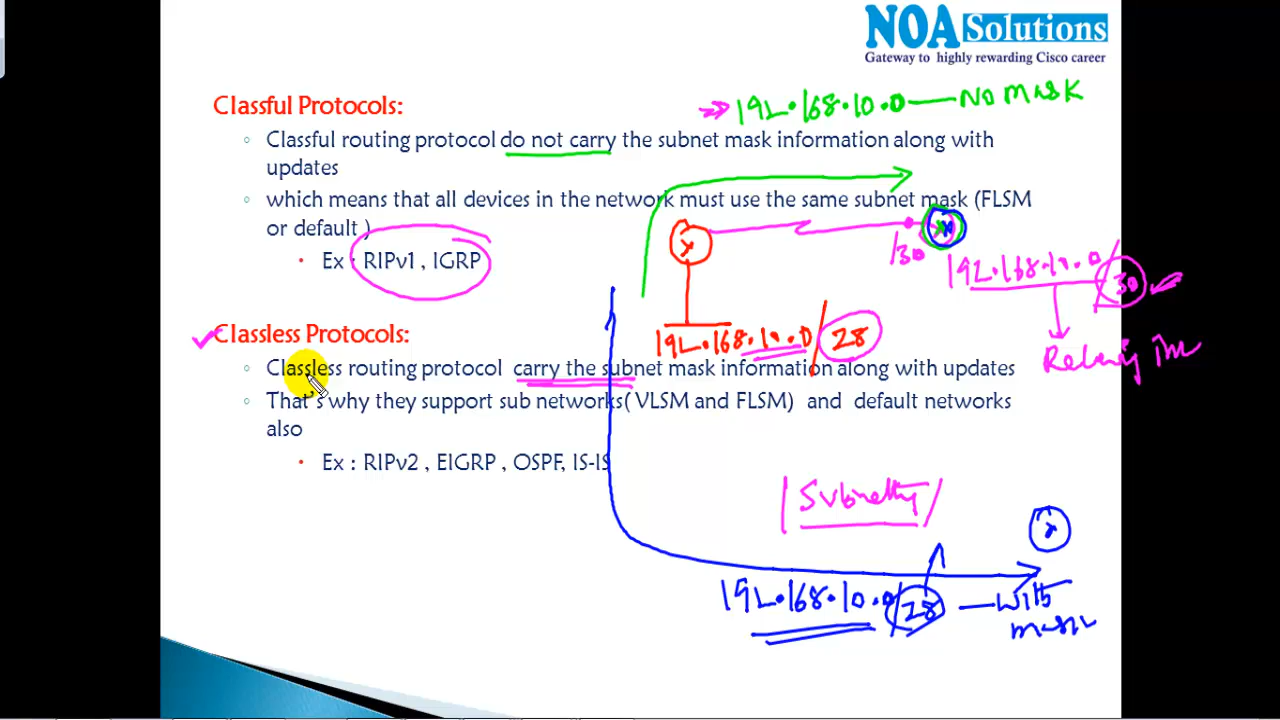 NOA Solutions
Gateway to highly rewarding Cisco career
Classful Protocols:
192.168.10.0 — No mask
◦ Classful routing protocol do not carry the subnet mask information along with
updates
◦ which means that all devices in the network must use the same subnet mask (FLSM
or default )
• Ex : RIPv1 , IGRP
/30
192.168.10.0/30
192.168.10.0/28
Classless Protocols:
◦ Classless routing protocol carry the subnet mask information along with updates
◦ That's why they support sub networks( VLSM and FLSM) and default networks
also
• Ex : RIPv2 , EIGRP , OSPF, IS-IS
Subnetting
192.168.10.0/28 — with
mask